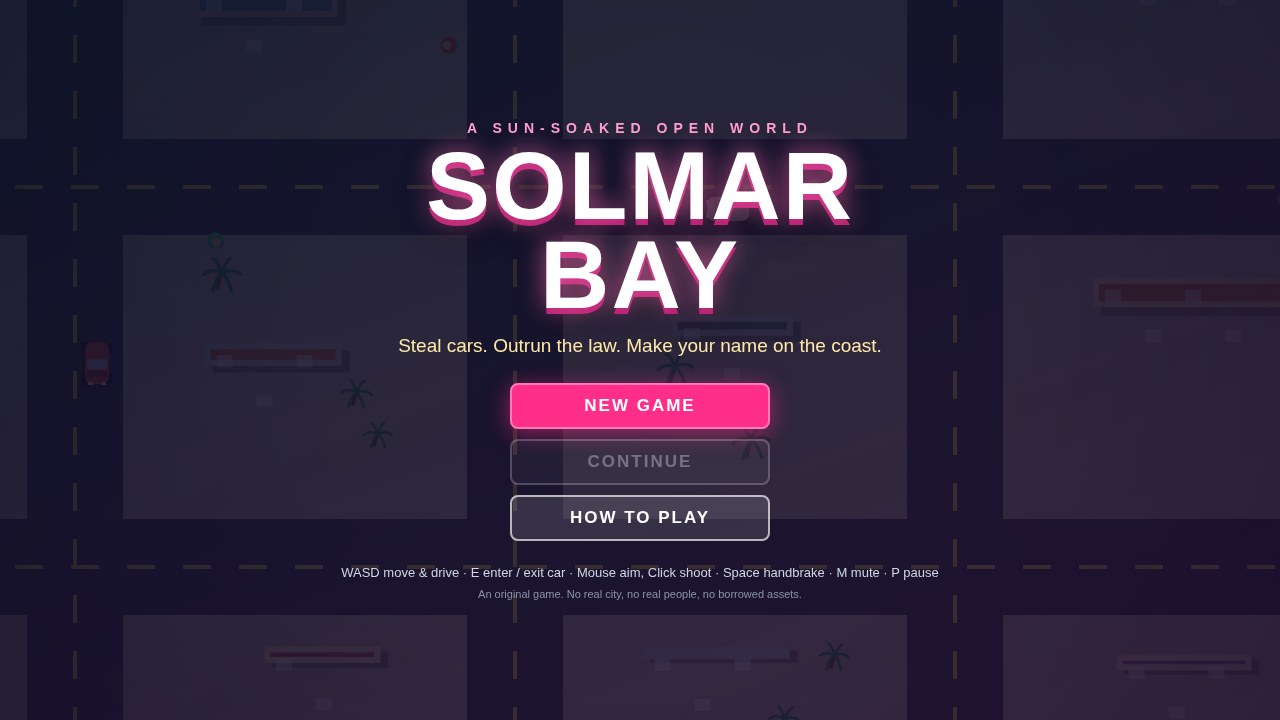 A SUN-SOAKED OPEN WORLD
SOLMAR
BAY
Steal cars. Outrun the law. Make your name on the coast.
NEW GAME
CONTINUE
HOW TO PLAY
WASD move & drive · E enter / exit car · Mouse aim, Click shoot · Space handbrake · M mute · P pause
An original game. No real city, no real people, no borrowed assets.